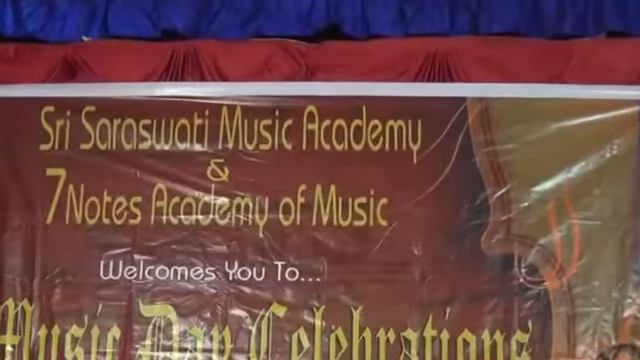 Sri Saraswati Music Academy
&
7Notes Academy of Music
Welcomes You To...
Music Day Celebrations